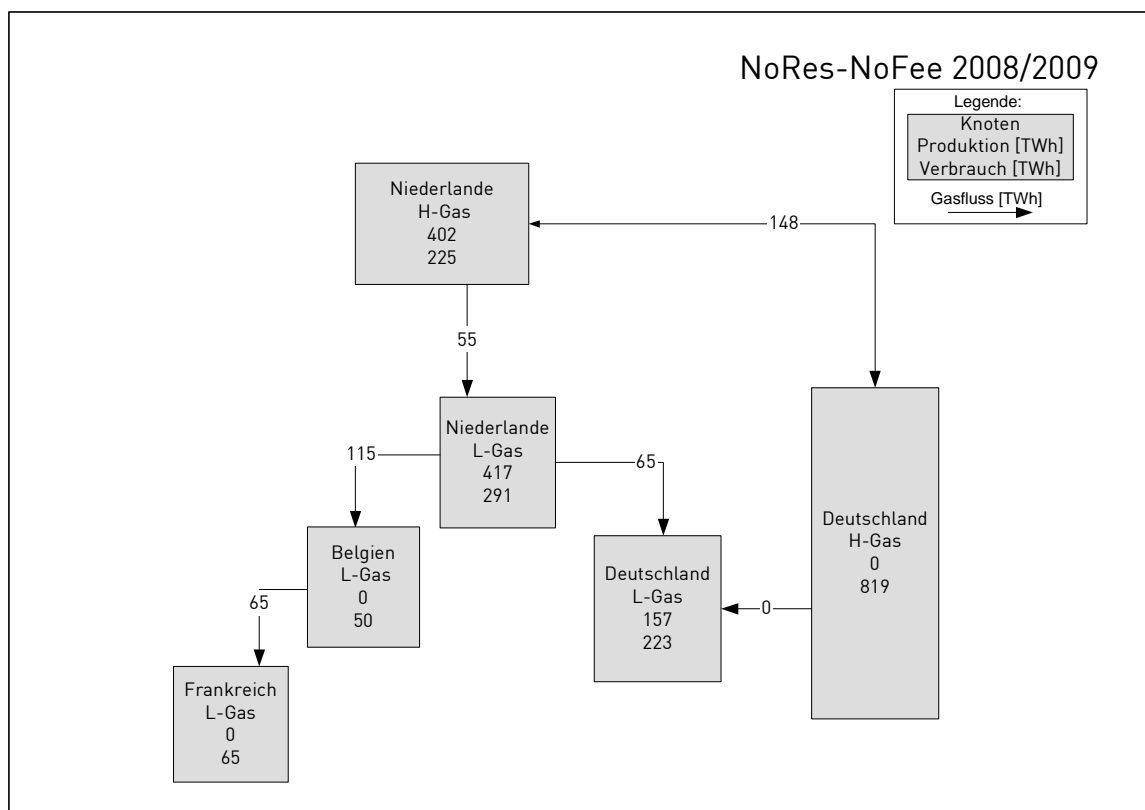 NoRes-NoFee 2008/2009
Legende:
Knoten
Produktion [TWh]
Verbrauch [TWh]
Gasfluss [TWh]
Niederlande
H-Gas
402
225
148
55
Niederlande
L-Gas
417
291
115
65
Belgien
L-Gas
0
50
Deutschland
L-Gas
157
223
Deutschland
H-Gas
0
819
0
65
Frankreich
L-Gas
0
65